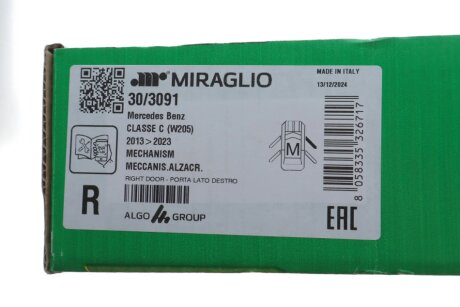 MIRAGLIO
MADE IN ITALY
30/3091
13/12/2024
Mercedes Benz
CLASSE C (W205)
2013>2023
MECHANISM
MECCANIS.ALZACR.
RIGHT DOOR - PORTA LATO DESTRO
M
8 058335 326717
R
ALGO GROUP
EAC